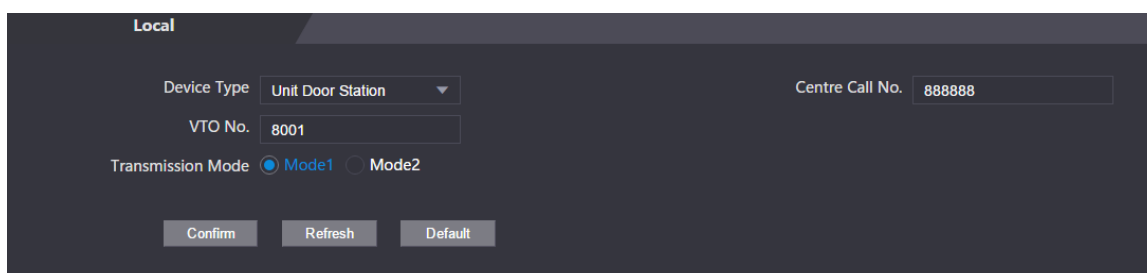 Local
Device Type Unit Door Station Centre Call No. 888888
VTO No. 8001
Transmission Mode Mode1 Mode2
Confirm Refresh Default